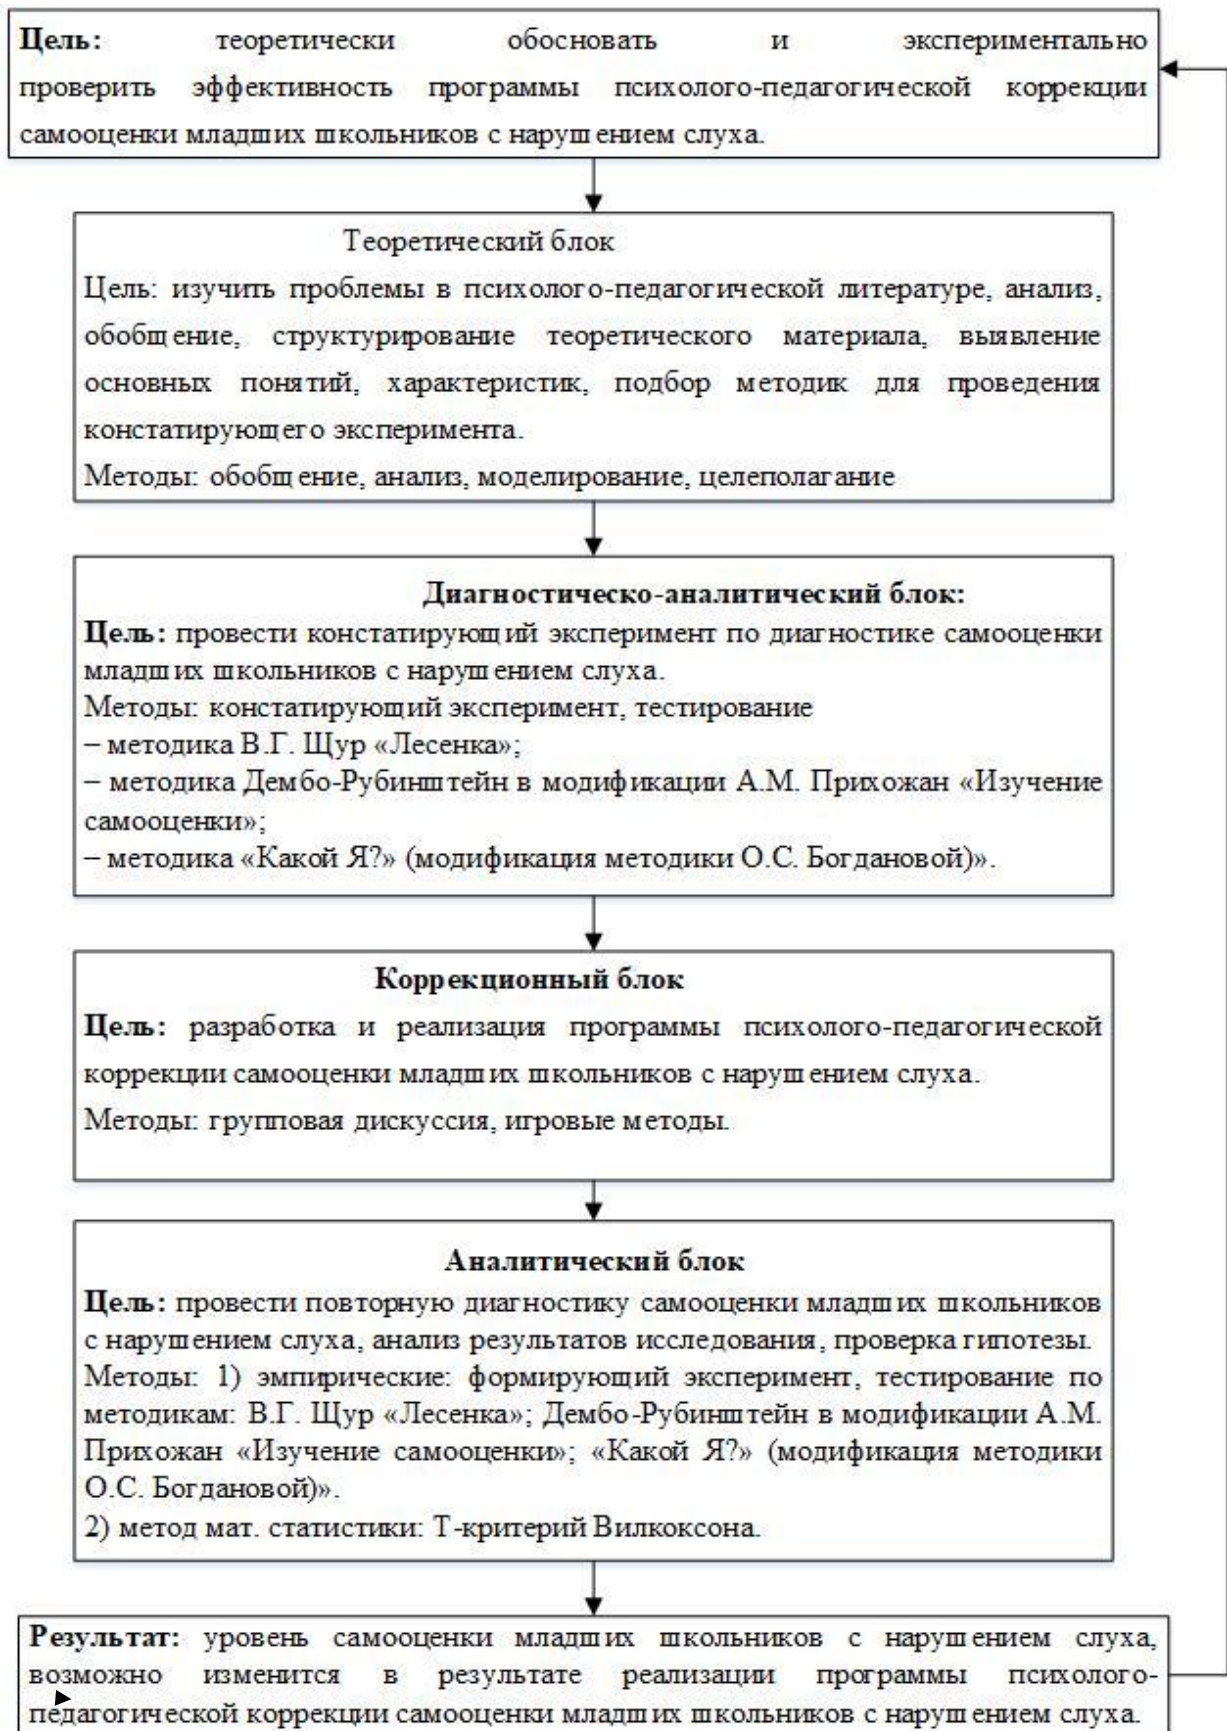 Цель: теоретически обосновать и экспериментально
проверить эффективность программы психолого-педагогической коррекции
самооценки младших школьников с нарушением слуха.
Теоретический блок
Цель: изучить проблемы в психолого-педагогической литературе, анализ,
обобщение, структурирование теоретического материала, выявление
основных понятий, характеристик, подбор методик для проведения
констатирующего эксперимента.
Методы: обобщение, анализ, моделирование, целеполагание
Диагностическо-аналитический блок:
Цель: провести констатирующий эксперимент по диагностике самооценки
младших школьников с нарушением слуха.
Методы: констатирующий эксперимент, тестирование
– методика В.Г. Щур «Лесенка»;
– методика Дембо-Рубинштейн в модификации А.М. Прихожан «Изучение
самооценки»;
– методика «Какой Я?» (модификация методики О.С. Богдановой)».
Коррекционный блок
Цель: разработка и реализация программы психолого-педагогической
коррекции самооценки младших школьников с нарушением слуха.
Методы: групповая дискуссия, игровые методы.
Аналитический блок
Цель: провести повторную диагностику самооценки младших школьников
с нарушением слуха, анализ результатов исследования, проверка гипотезы.
Методы: 1) эмпирические: формирующий эксперимент, тестирование по
методикам: В.Г. Щур «Лесенка»; Дембо-Рубинштейн в модификации А.М.
Прихожан «Изучение самооценки»; «Какой Я?» (модификация методики
О.С. Богдановой)».
2) метод мат. статистики: Т-критерий Вилкоксона.
Результат: уровень самооценки младших школьников с нарушением слуха,
возможно изменится в результате реализации программы психолого-
педагогической коррекции самооценки младших школьников с нарушением слуха.